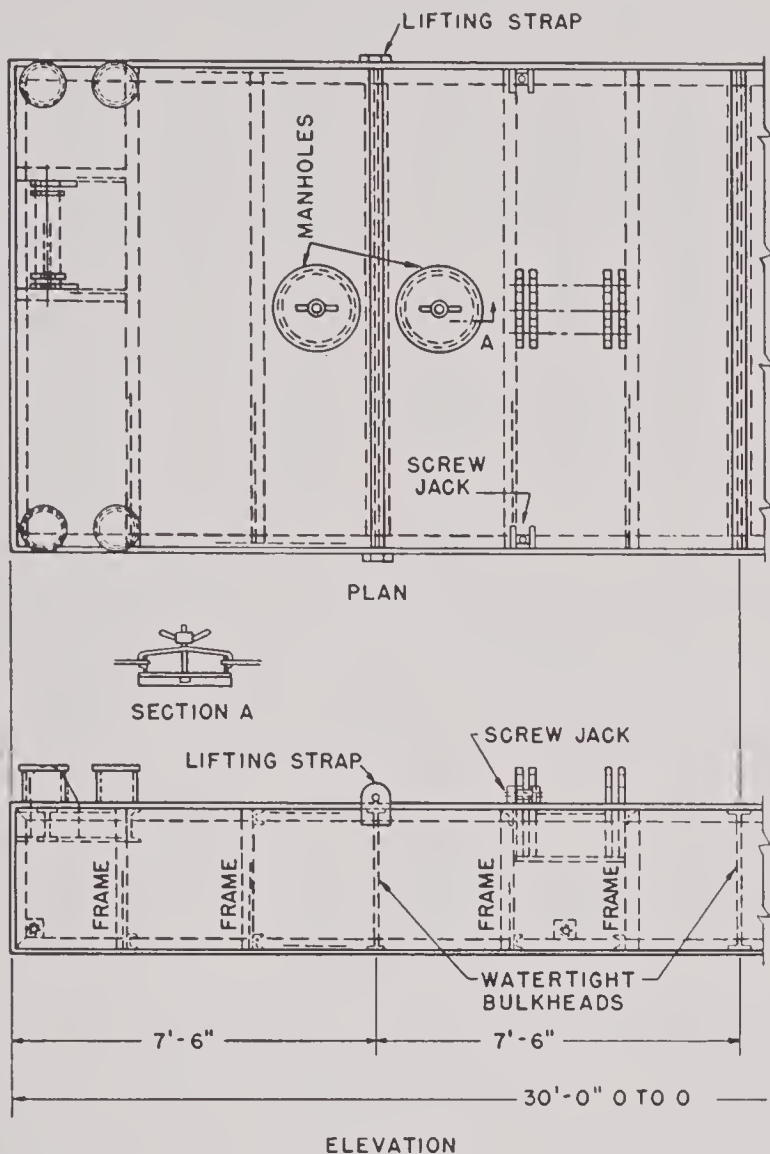 LIFTING STRAP
MANHOLES
A
SCREW
JACK
PLAN
SECTION A
LIFTING STRAP
SCREW JACK
FRAME
FRAME
FRAME
FRAME
WATERTIGHT
BULKHEADS
7'-6"
7'-6"
30'-0" O TO O
ELEVATION